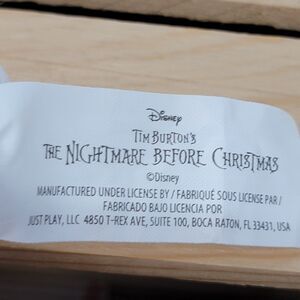 Disney
TIM BURTON'S
THE NIGHTMARE BEFORE CHRISTMAS
©Disney
MANUFACTURED UNDER LICENSE BY / FABRIQUÉ SOUS LICENSE PAR /
FABRICADO BAJO LICENCIA POR
JUST PLAY, LLC 4850 T-REX AVE, SUITE 100, BOCA RATON, FL 33431, USA